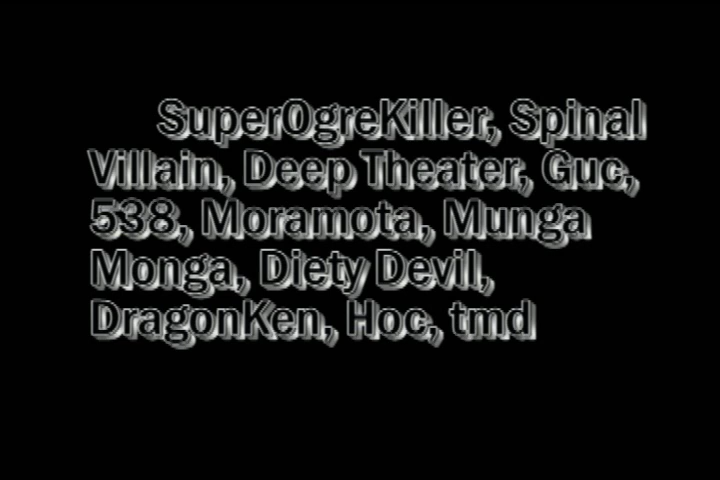 SuperOgreKiller, Spinal
Villain, Deep Theater, Guc,
538, Moramota, Munga
Monga, Diety Devil,
DragonKen, Hoc, tmd